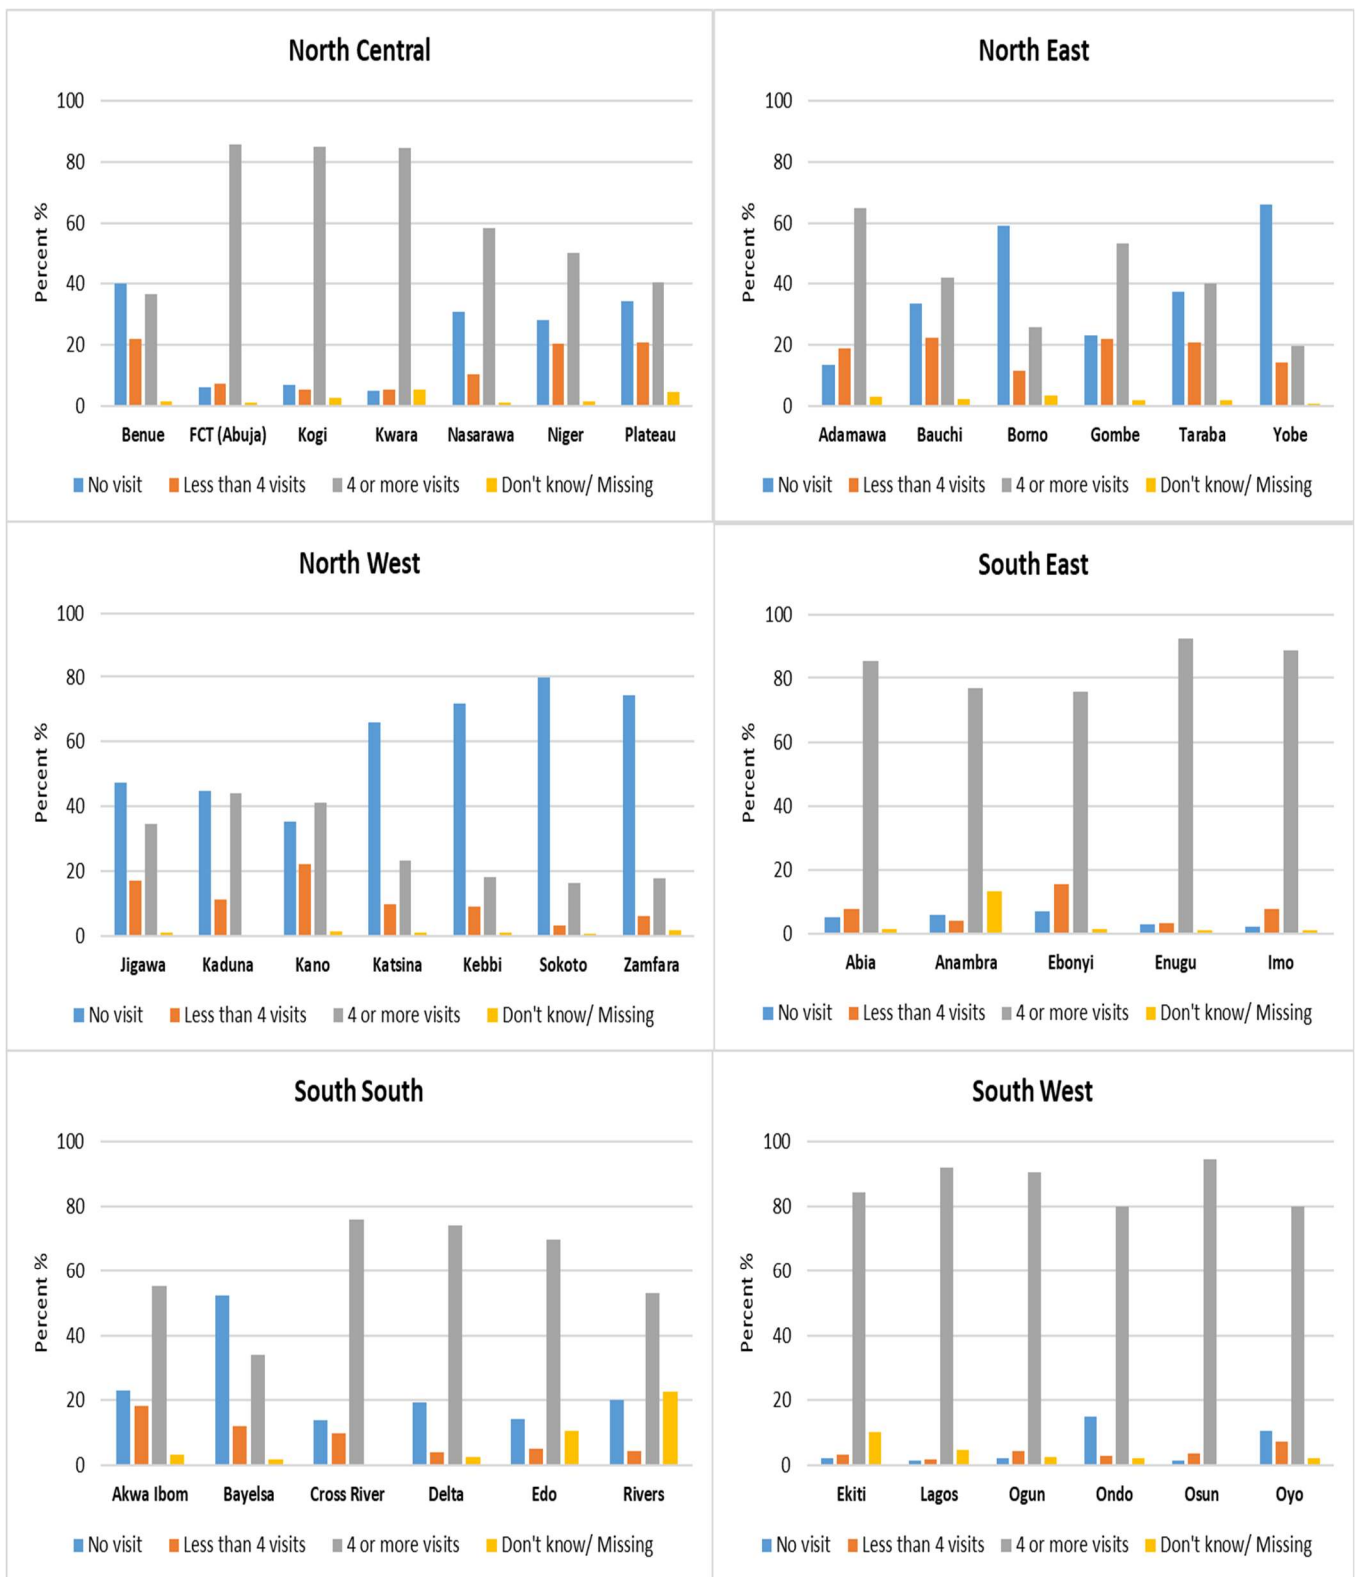 North Central
100
80
60
40
20
0
Percent %
Benue FCT (Abuja) Kogi Kwara Nasarawa Niger Plateau
No visit Less than 4 visits 4 or more visits Don't know/ Missing
North East
100
80
60
40
20
0
Percent %
Adamawa Bauchi Borno Gombe Taraba Yobe
No visit Less than 4 visits 4 or more visits Don't know/ Missing
North West
100
80
60
40
20
0
Percent %
Jigawa Kaduna Kano Katsina Kebbi Sokoto Zamfara
No visit Less than 4 visits 4 or more visits Don't know/ Missing
South East
100
80
60
40
20
0
Percent %
Abia Anambra Ebonyi Enugu Imo
No visit Less than 4 visits 4 or more visits Don't know/ Missing
South South
100
80
60
40
20
0
Percent %
Akwa Ibom Bayelsa Cross River Delta Edo Rivers
No visit Less than 4 visits 4 or more visits Don't know/ Missing
South West
100
80
60
40
20
0
Percent %
Ekiti Lagos Ogun Ondo Osun Oyo
No visit Less than 4 visits 4 or more visits Don't know/ Missing